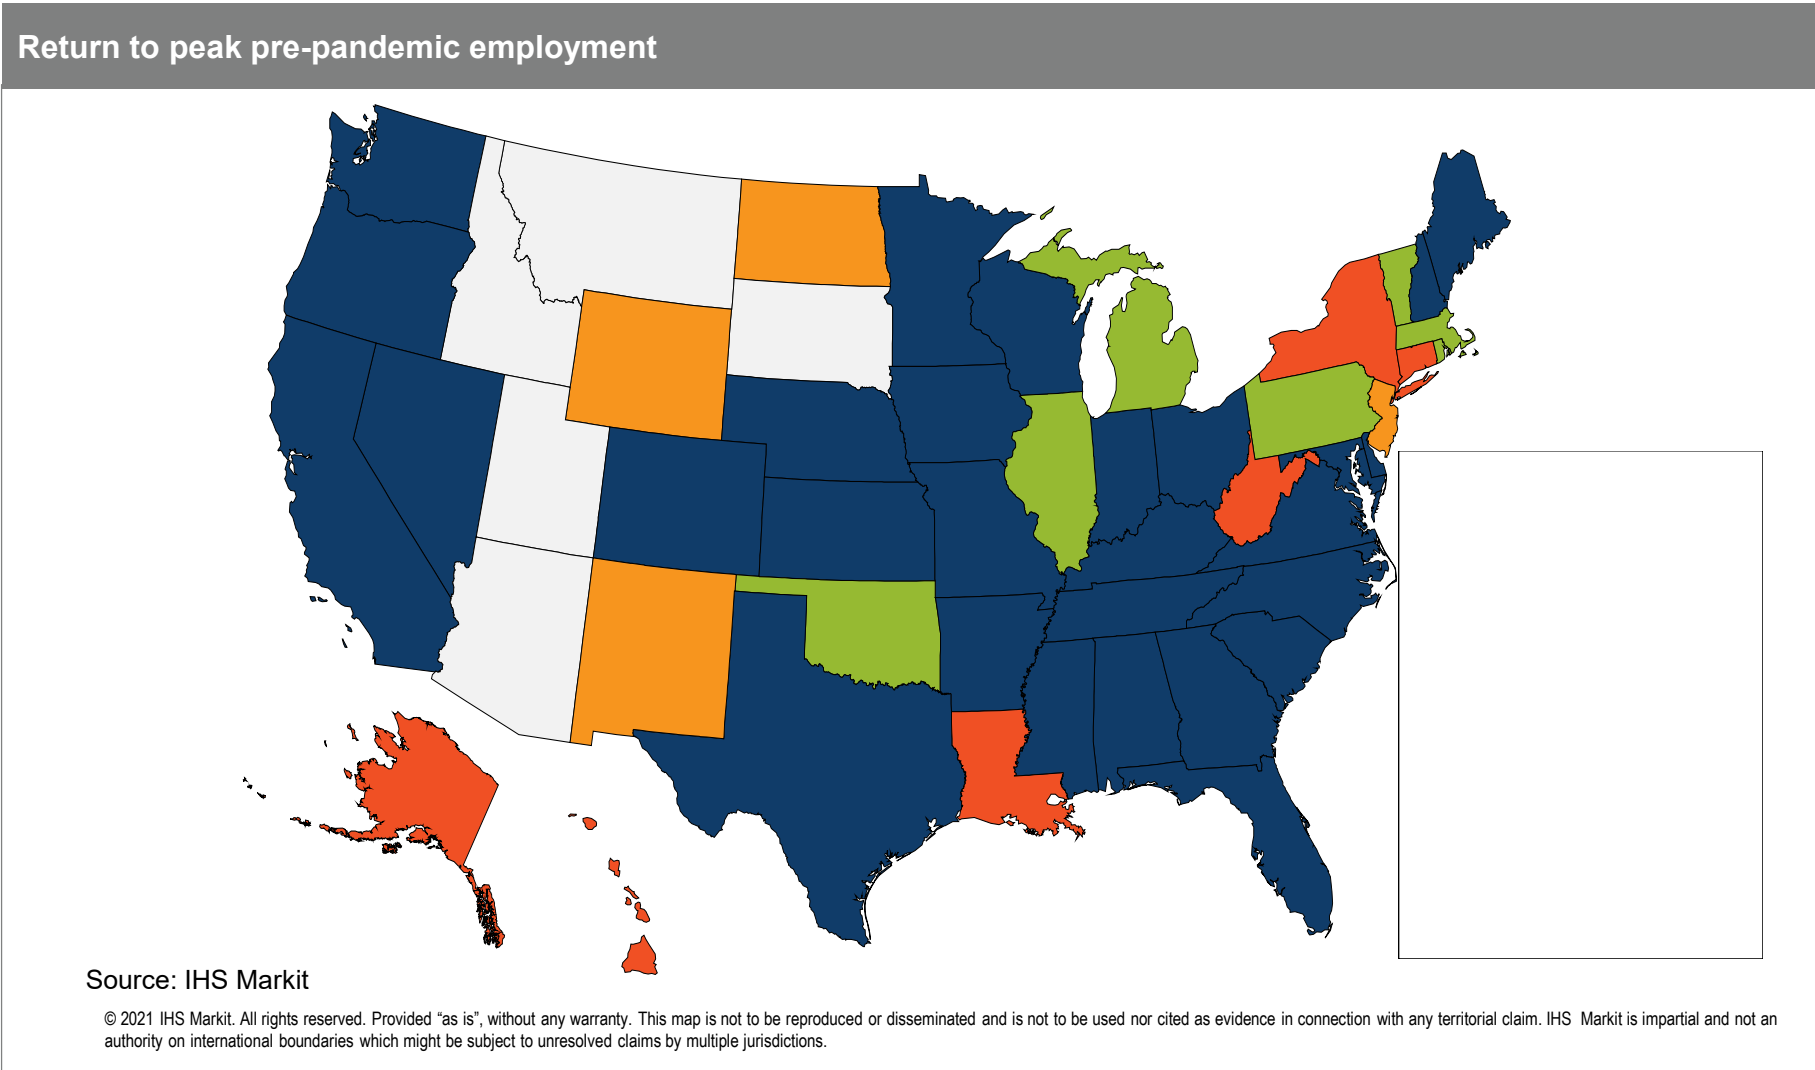 Return to peak pre-pandemic employment
Source: IHS Markit
© 2021 IHS Markit. All rights reserved. Provided “as is”, without any warranty. This map is not to be reproduced or disseminated and is not to be used nor cited as evidence in connection with any territorial claim. IHS Markit is impartial and not an
authority on international boundaries which might be subject to unresolved claims by multiple jurisdictions.